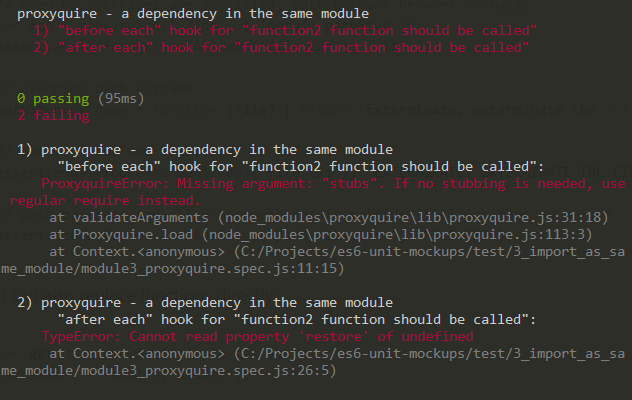 proxyquire - a dependency in the same module
1) "before each" hook for "function2 function should be called"
2) "after each" hook for "function2 function should be called"
0 passing (95ms)
2 failing
1) proxyquire - a dependency in the same module
"before each" hook for "function2 function should be called":
ProxyquireError: Missing argument: "stubs". If no stubbing is needed, use
regular require instead.
at validateArguments (node_modules\proxyquire\lib\proxyquire.js:31:18)
at Proxyquire.load (node_modules\proxyquire\lib\proxyquire.js:113:3)
at Context.<anonymous> (C:/Projects/es6-unit-mockups/test/3_import_as_sa
me_module/module3_proxyquire.spec.js:11:15)
2) proxyquire - a dependency in the same module
"after each" hook for "function2 function should be called":
TypeError: Cannot read property 'restore' of undefined
at Context.<anonymous> (C:/Projects/es6-unit-mockups/test/3_import_as_sa
me_module/module3_proxyquire.spec.js:26:5)